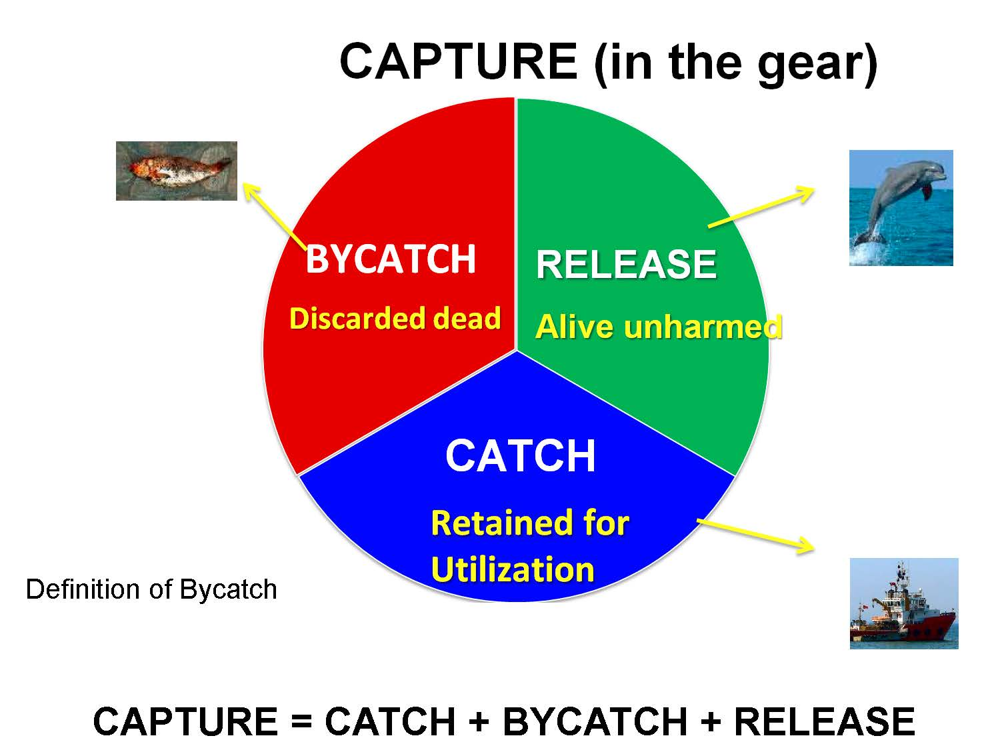 CAPTURE (in the gear)
BYCATCH
Discarded dead
RELEASE
Alive unharmed
CATCH
Retained for
Utilization
Definition of Bycatch
CAPTURE = CATCH + BYCATCH + RELEASE